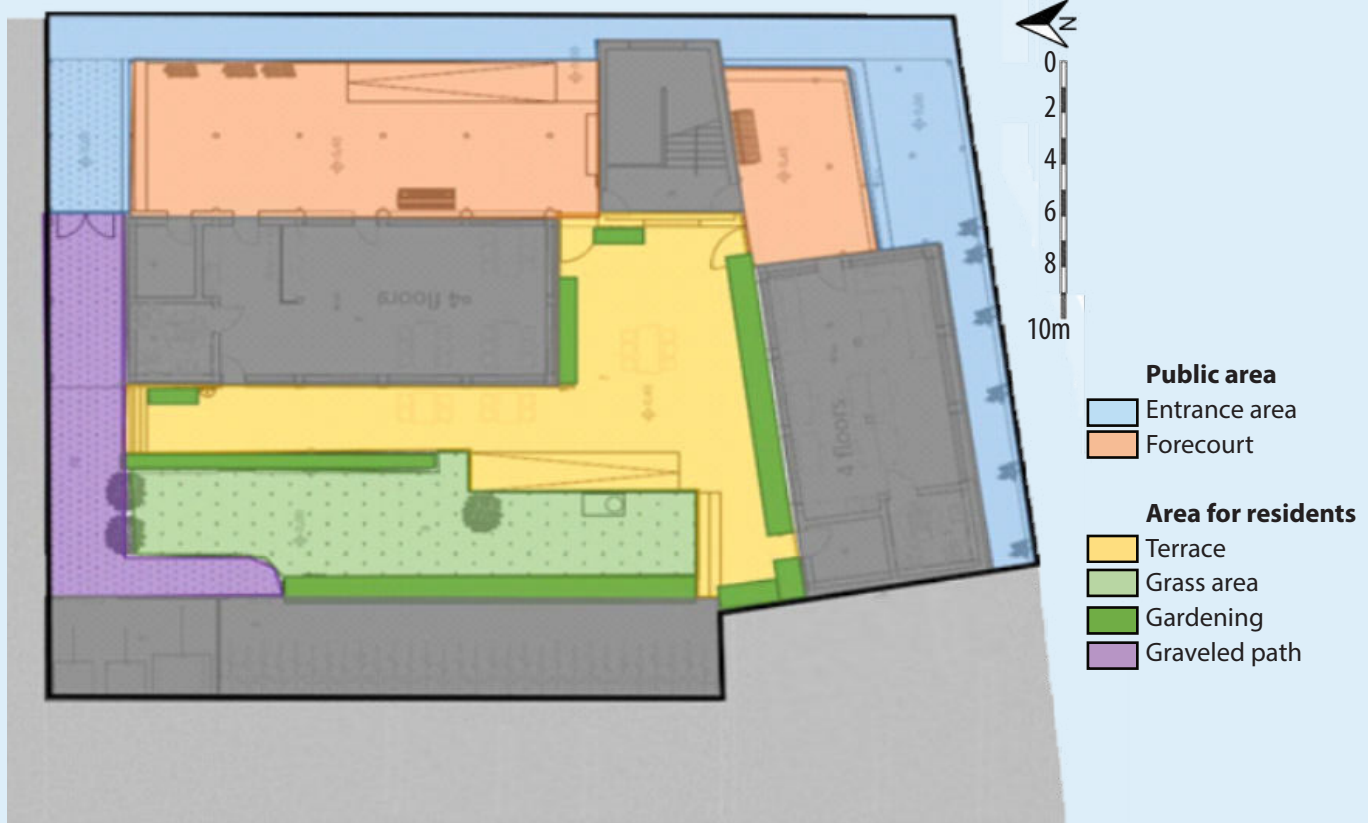 N
0
2
4
6
8
10m
4 floors
4 floors
Public area
Entrance area
Forecourt
Area for residents
Terrace
Grass area
Gardening
Graveled path